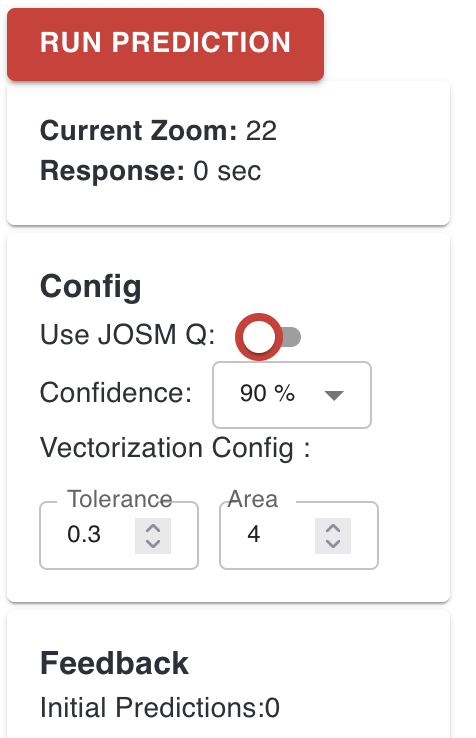 RUN PREDICTION
Current Zoom: 22
Response: 0 sec
Config
Use JOSM Q:
Confidence: 90 %
Vectorization Config :
Tolerance Area
0.3 4
Feedback
Initial Predictions:0